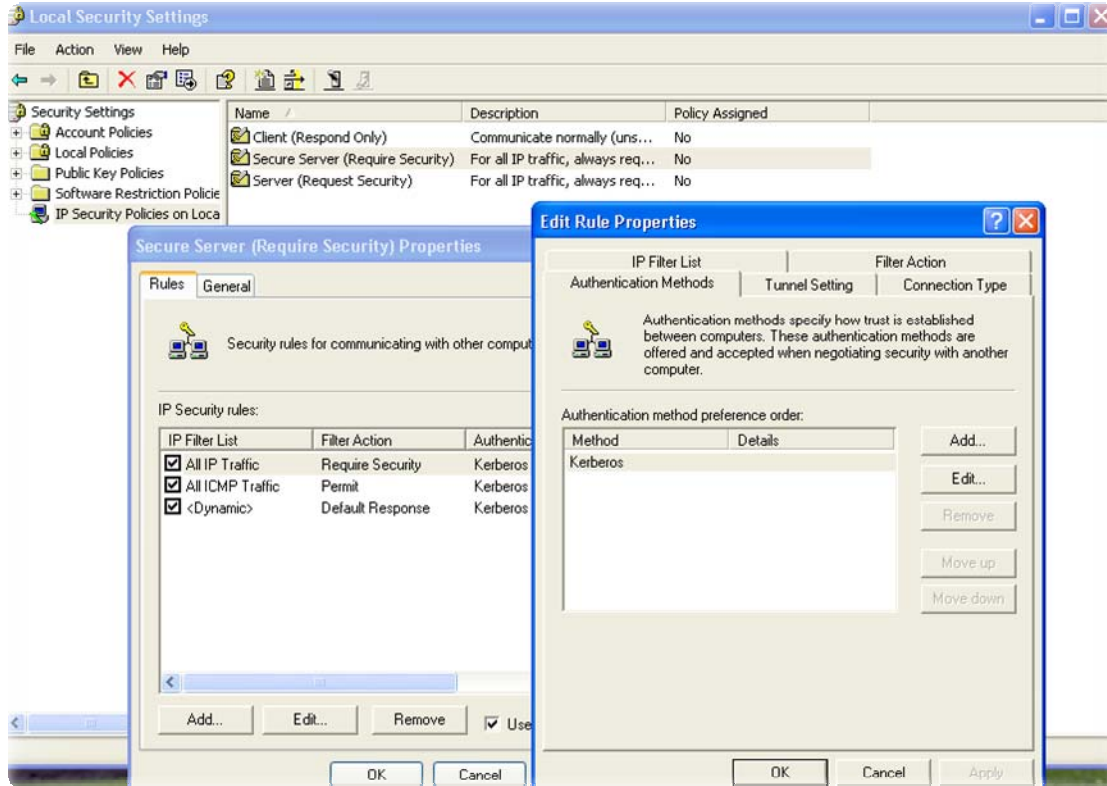 Local Security Settings
File Action View Help
Security Settings
Account Policies
Local Policies
Public Key Policies
Software Restriction Policie
IP Security Policies on Loca
Name Description Policy Assigned
Client (Respond Only) Communicate normally (uns... No
Secure Server (Require Security) For all IP traffic, always req... No
Server (Request Security) For all IP traffic, always req... No
Secure Server (Require Security) Properties
Rules General
Security rules for communicating with other comput
IP Security rules:
IP Filter List Filter Action Authentic
All IP Traffic Require Security Kerberos
All ICMP Traffic Permit Kerberos
<Dynamic> Default Response Kerberos
Add... Edit... Remove Use
OK Cancel
Edit Rule Properties
IP Filter List Filter Action
Authentication Methods Tunnel Setting Connection Type
Authentication methods specify how trust is established
between computers. These authentication methods are
offered and accepted when negotiating security with another
computer.
Authentication method preference order:
Method Details
Kerberos
Add...
Edit...
Remove
Move up
Move down
OK Cancel Apply